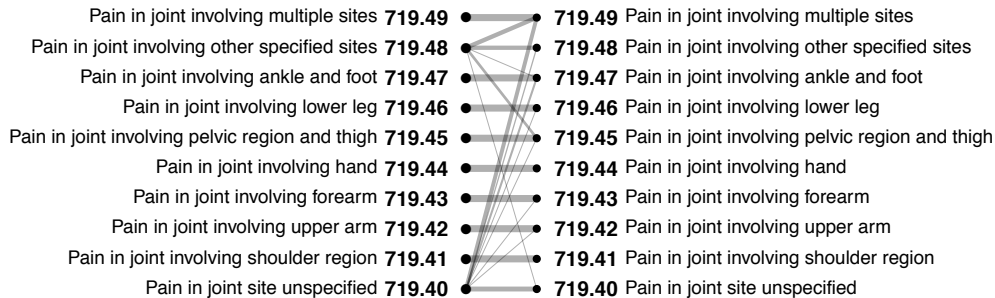 Pain in joint involving multiple sites 719.49 719.49 Pain in joint involving multiple sites
Pain in joint involving other specified sites 719.48 719.48 Pain in joint involving other specified sites
Pain in joint involving ankle and foot 719.47 719.47 Pain in joint involving ankle and foot
Pain in joint involving lower leg 719.46 719.46 Pain in joint involving lower leg
Pain in joint involving pelvic region and thigh 719.45 719.45 Pain in joint involving pelvic region and thigh
Pain in joint involving hand 719.44 719.44 Pain in joint involving hand
Pain in joint involving forearm 719.43 719.43 Pain in joint involving forearm
Pain in joint involving upper arm 719.42 719.42 Pain in joint involving upper arm
Pain in joint involving shoulder region 719.41 719.41 Pain in joint involving shoulder region
Pain in joint site unspecified 719.40 719.40 Pain in joint site unspecified